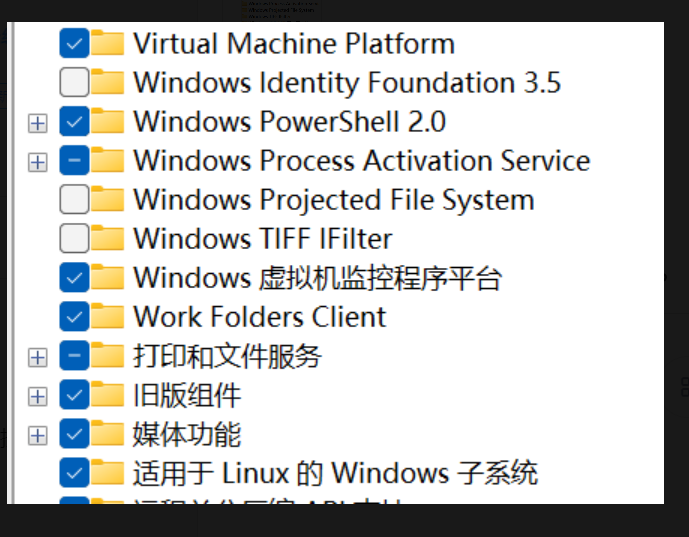 Virtual Machine Platform
Windows Identity Foundation 3.5
Windows PowerShell 2.0
Windows Process Activation Service
Windows Projected File System
Windows TIFF IFilter
Windows 虚拟机监控程序平台
Work Folders Client
打印和文件服务
旧版组件
媒体功能
适用于 Linux 的 Windows 子系统